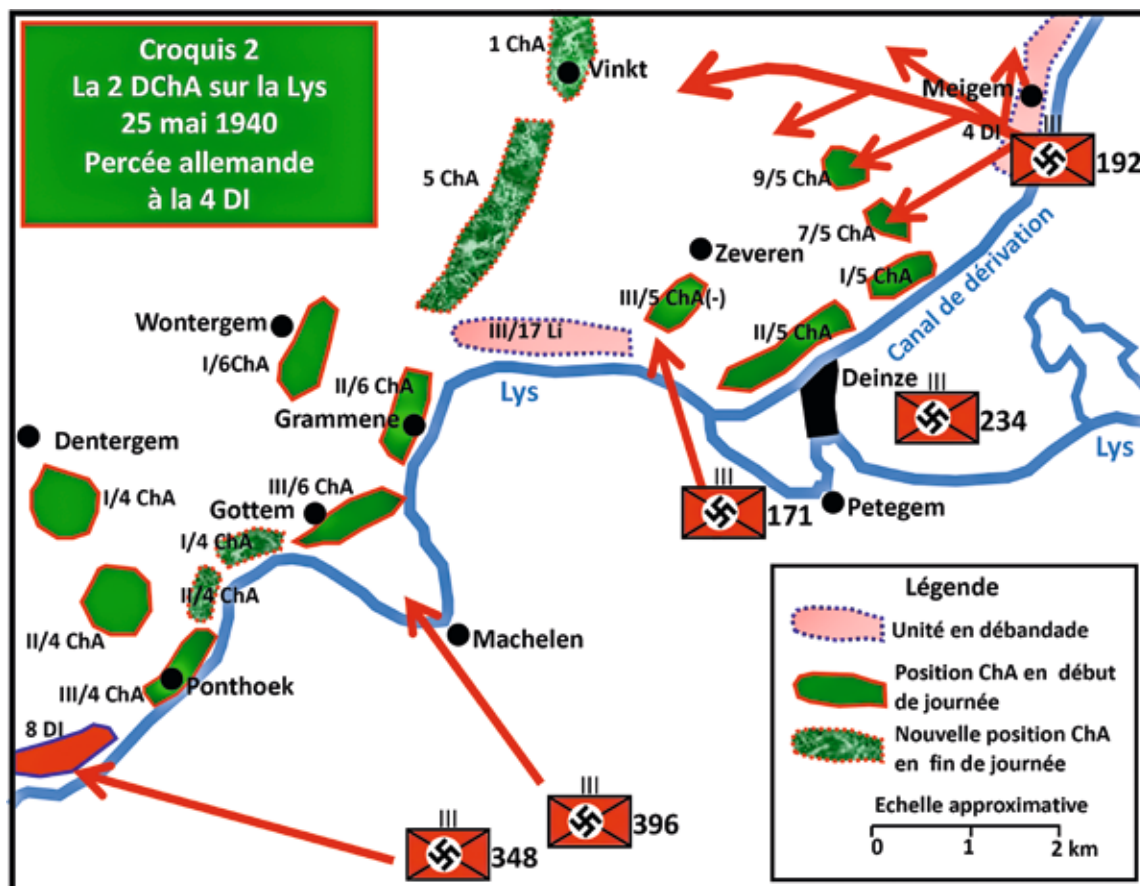 Croquis 2
La 2 DChA sur la Lys
25 mai 1940
Percée allemande
à la 4 DI
1 ChA
Vinkt
Meigem
4 DI
III
192
5 ChA
9/5 ChA
7/5 ChA
Zeveren
I/5 ChA
III/5 ChA(-)
Canal de dérivation
Wontergem
III/17 Li
II/5 ChA
I/6ChA
II/6 ChA
Lys
Deinze
III
234
Lys
Grammene
Dentergem
III/6 ChA
I/4 ChA
Gottem
III
171
Petegem
I/4 ChA
II/4 ChA
II/4 ChA
Machelen
III/4 ChA
Ponthoek
8 DI
III
396
III
348
Légende
Unité en débandade
Position ChA en début
de journée
Nouvelle position ChA
en fin de journée
Echelle approximative
0 1 2 km